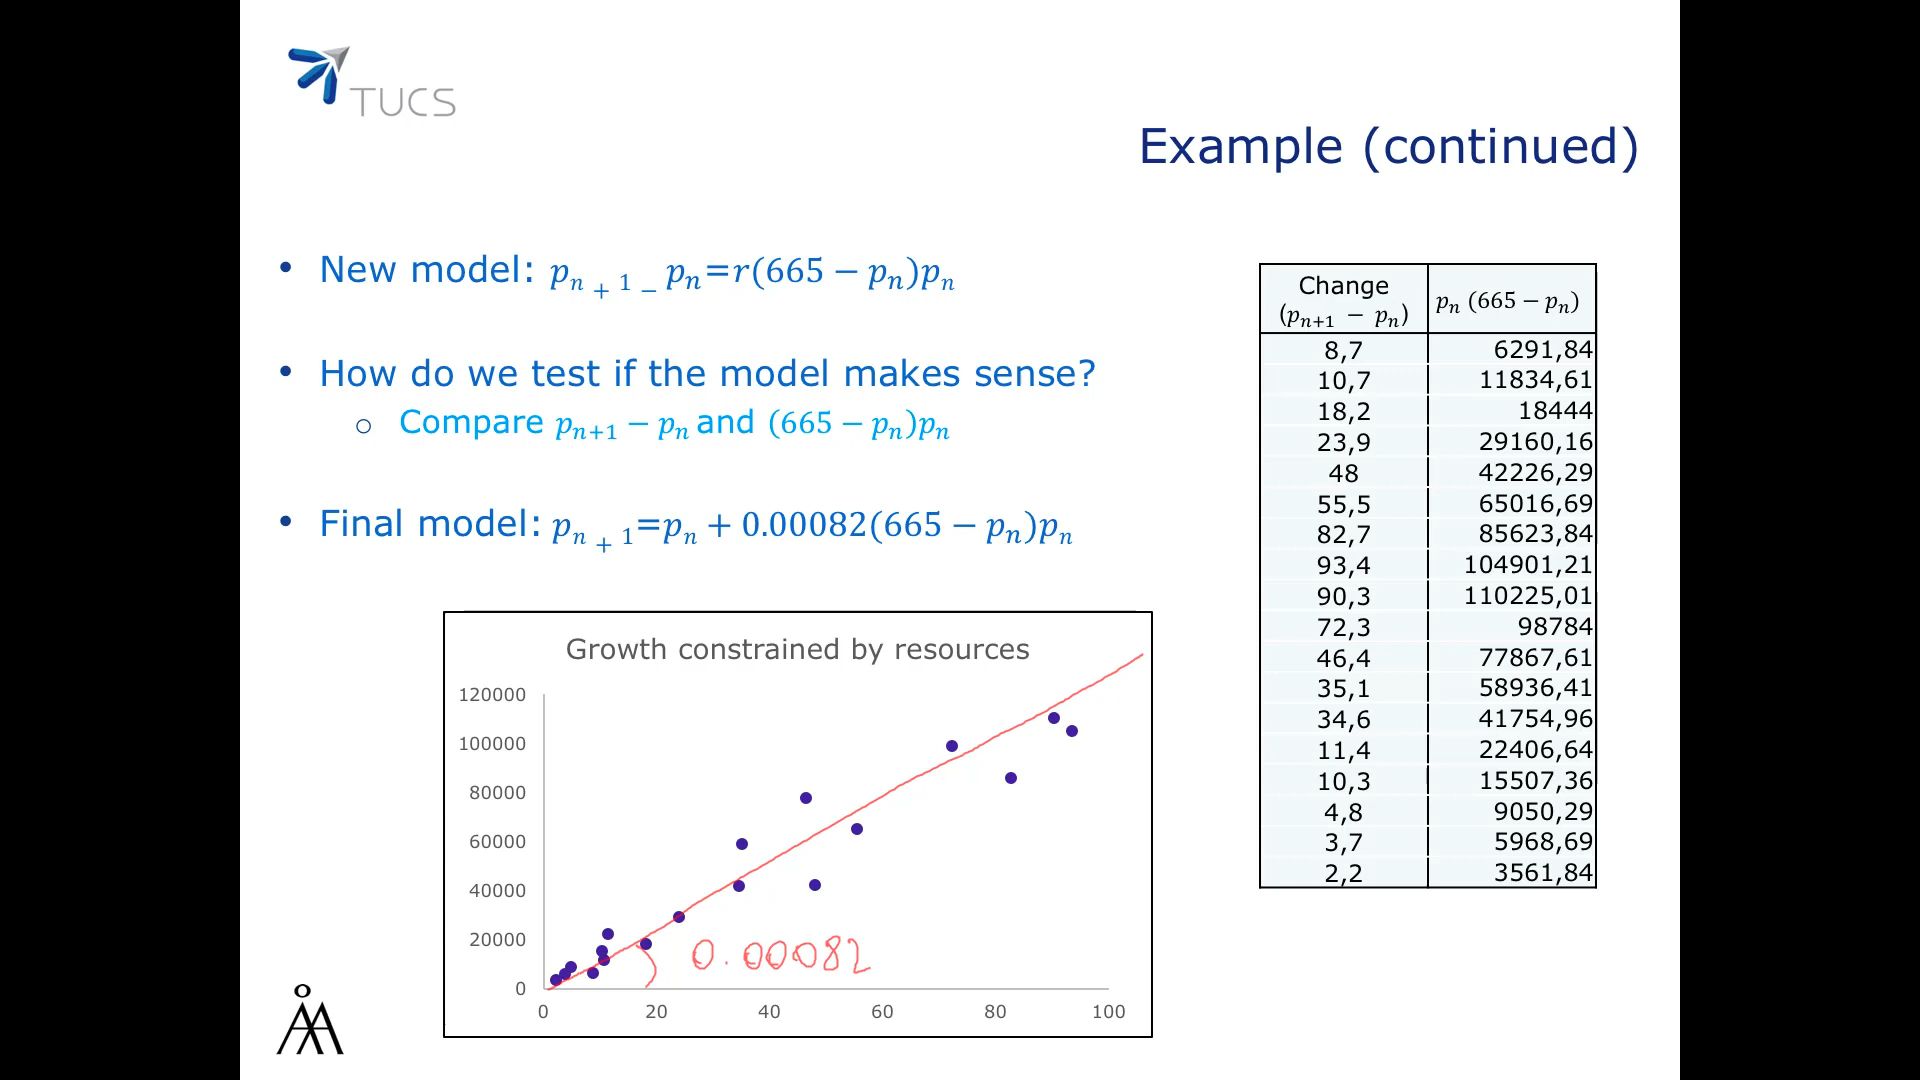 TUCS
Example (continued)
• New model: pₙ ₊ ₁ ₋ pₙ=r(665 − pₙ)pₙ
• How do we test if the model makes sense?
o Compare pₙ₊₁ − pₙ and (665 − pₙ)pₙ
• Final model: pₙ ₊ ₁=pₙ + 0.00082(665 − pₙ)pₙ
Change
(pₙ₊₁ − pₙ) pₙ (665 − pₙ)
8,7 6291,84
10,7 11834,61
18,2 18444
23,9 29160,16
48 42226,29
55,5 65016,69
82,7 85623,84
93,4 104901,21
90,3 110225,01
72,3 98784
46,4 77867,61
35,1 58936,41
34,6 41754,96
11,4 22406,64
10,3 15507,36
4,8 9050,29
3,7 5968,69
2,2 3561,84
Growth constrained by resources
120000
100000
80000
60000
40000
20000
0
0.00082
0 20 40 60 80 100